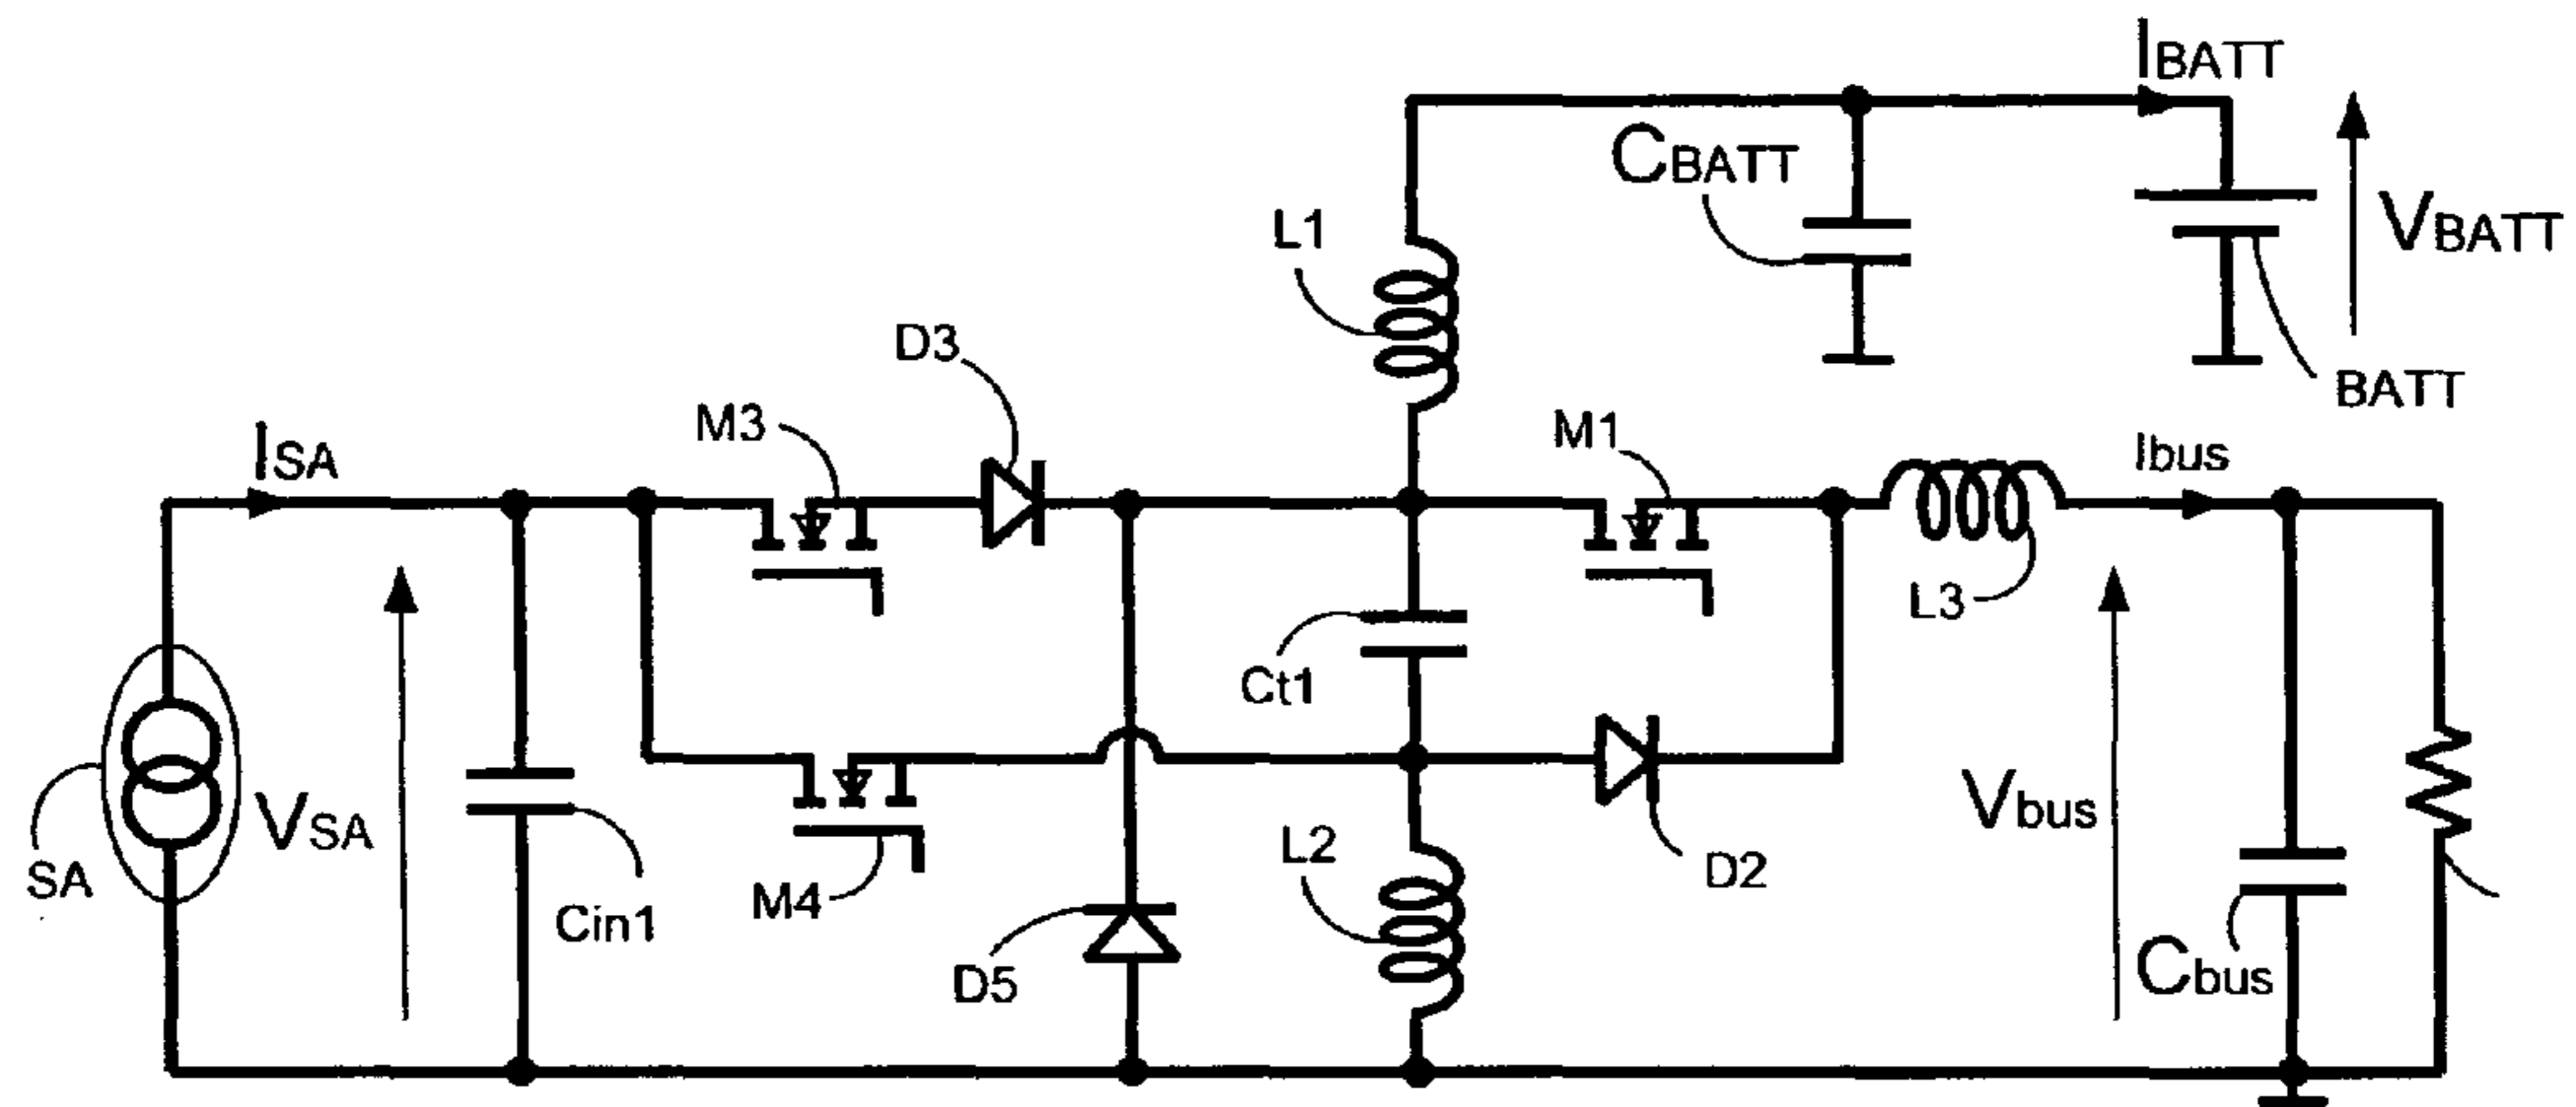 IBATT
CBATT
VBATT
L1
D3
BATT
M3
M1
ISA
Ibus
L3
Ct1
VSA
Vbus
SA
L2
D2
M4
Cin1
D5
Cbus